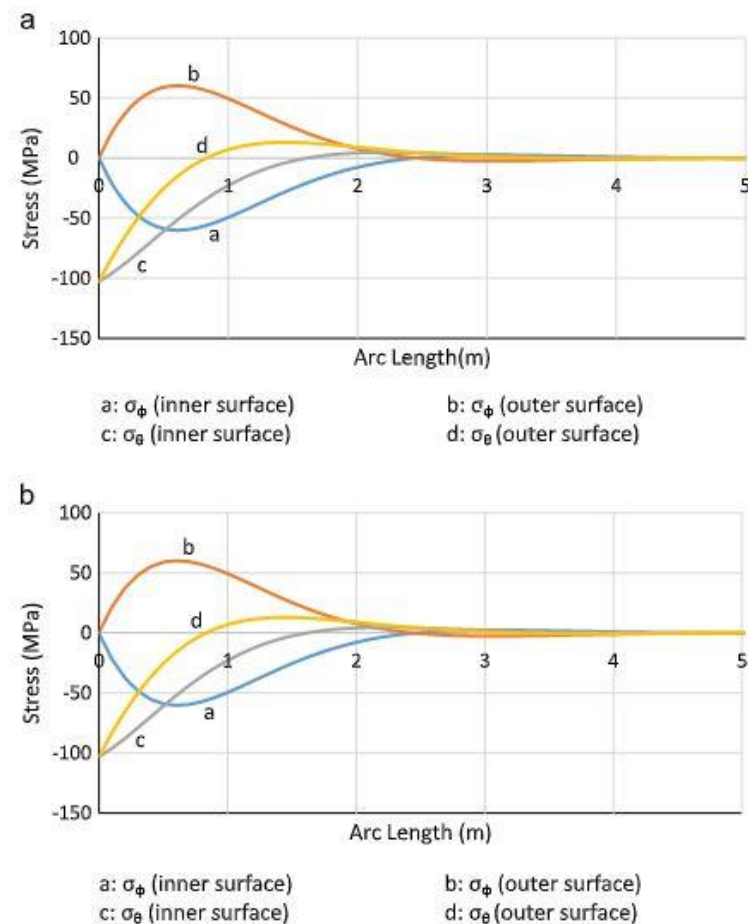 a
100
b
50
d
0
0 1 2 3 4 5
-50
a
c
-100
-150
Stress (MPa)
Arc Length(m)
a: σϕ (inner surface) b: σϕ (outer surface)
c: σθ (inner surface) d: σθ (outer surface)
b
100
b
50
d
0
0 1 2 3 4 5
-50
a
c
-100
-150
Stress (MPa)
Arc Length (m)
a: σϕ (inner surface) b: σϕ (outer surface)
c: σθ (inner surface) d: σθ (outer surface)